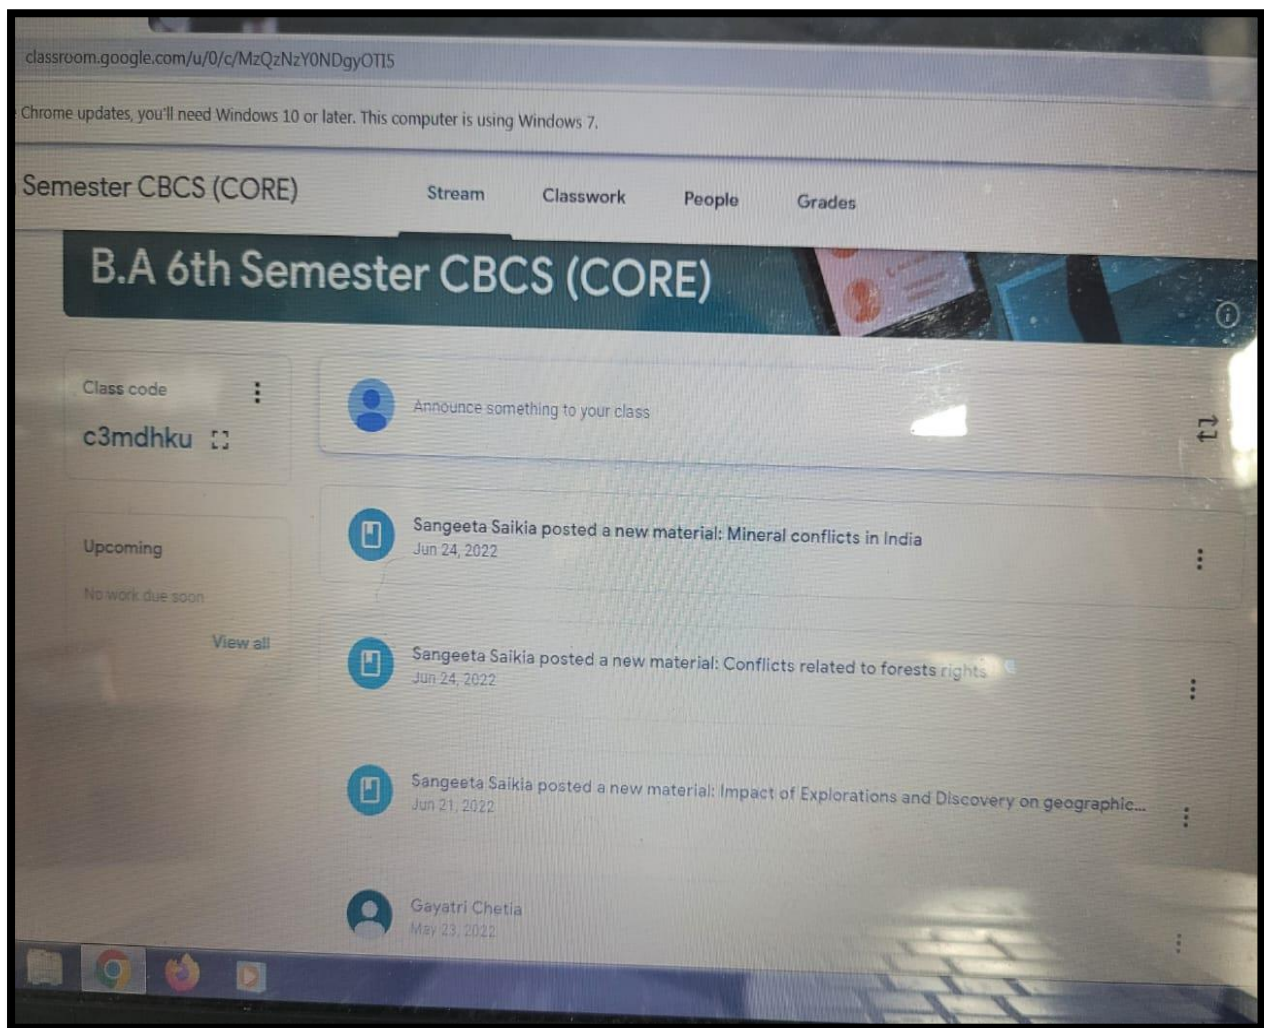 classroom.google.com/u/0/c/MzQzNzY0NDgyOTI5
Chrome updates, you'll need Windows 10 or later. This computer is using Windows 7.
Semester CBCS (CORE)
Stream Classwork People Grades
B.A 6th Semester CBCS (CORE)
Class code
c3mdhku
Announce something to your class
Upcoming
No work due soon
View all
Sangeeta Saikia posted a new material: Mineral conflicts in India
Jun 24, 2022
Sangeeta Saikia posted a new material: Conflicts related to forests rights
Jun 24, 2022
Sangeeta Saikia posted a new material: Impact of Explorations and Discovery on geographic...
Jun 21, 2022
Gayatri Chetia
May 23, 2022